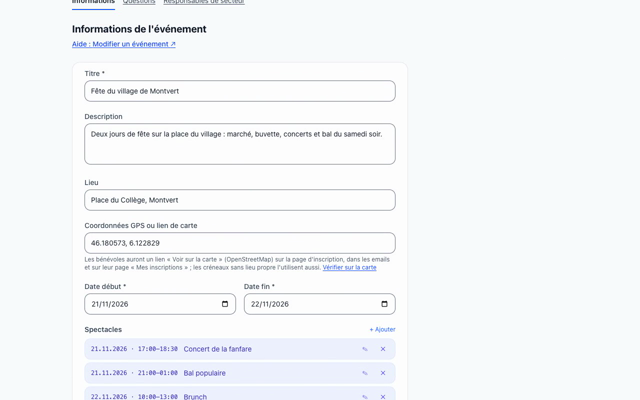 Informations Questions Responsables de secteur
Informations de l'événement
Aide : Modifier un événement ↗
Titre *
Fête du village de Montvert
Description
Deux jours de fête sur la place du village : marché, buvette, concerts et bal du samedi soir.
Lieu
Place du Collège, Montvert
Coordonnées GPS ou lien de carte
46.180573, 6.122829
Les bénévoles auront un lien « Voir sur la carte » (OpenStreetMap) sur la page d'inscription, dans les emails
et sur leur page « Mes inscriptions » ; les créneaux sans lieu propre l'utilisent aussi. Vérifier sur la carte
Date début * Date fin *
21/11/2026 22/11/2026
Spectacles + Ajouter
21.11.2026 · 17:00–18:30 Concert de la fanfare
21.11.2026 · 21:00–01:00 Bal populaire
22.11.2026 · 10:00–13:00 Brunch